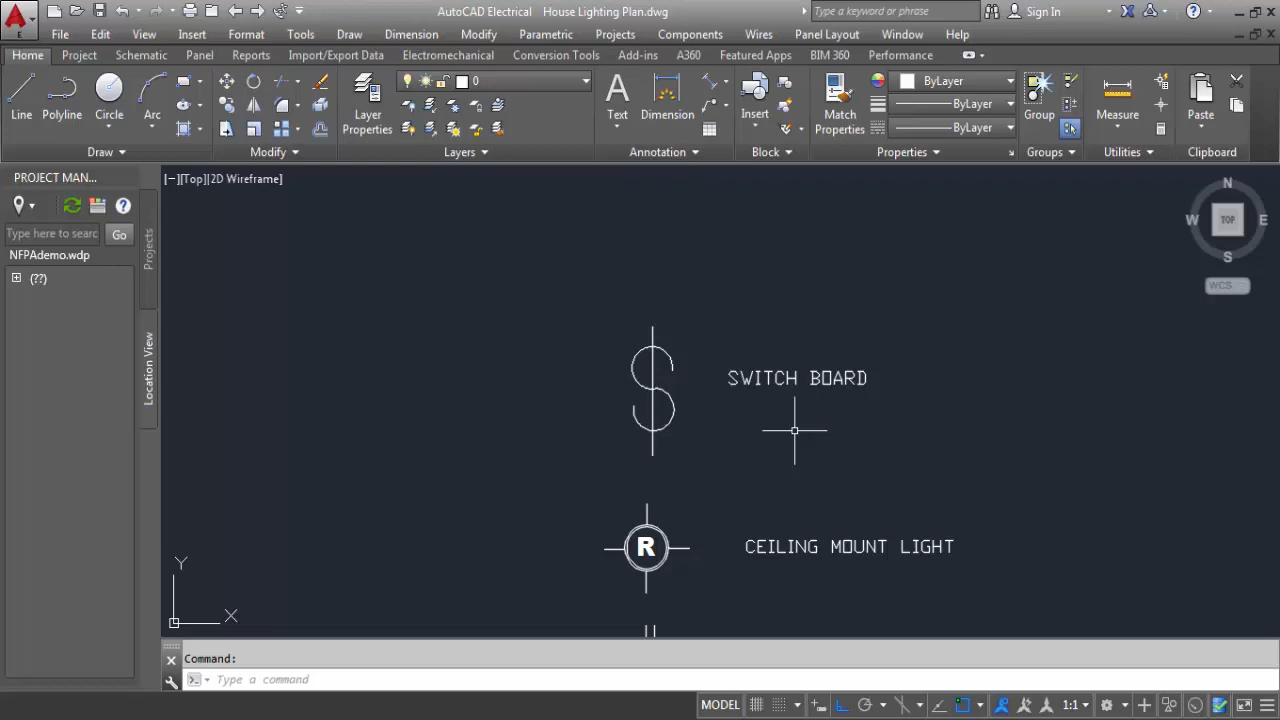 AutoCAD Electrical House Lighting Plan.dwg
Type a keyword or phrase
Sign In
File Edit View Insert Format Tools Draw Dimension Modify Parametric Projects Components Wires Panel Layout Window Help
Home Project Schematic Panel Reports Import/Export Data Electromechanical Conversion Tools Add-ins A360 Featured Apps BIM 360 Performance
E
0
ByLayer
ByLayer
ByLayer
Line Polyline Circle Arc
Layer Properties
A
Text Dimension
Insert
Match Properties
Group
Measure
Paste
Draw Modify Layers Annotation Block Properties Groups Utilities Clipboard
PROJECT MAN...
[−][Top][2D Wireframe]
Type here to searc
Go
NFPAdemo.wdp
(??)
Projects
Location View
N
W TOP E
S
WCS
$
SWITCH BOARD
R
CEILING MOUNT LIGHT
Y
X
Command:
Type a command
MODEL
1:1